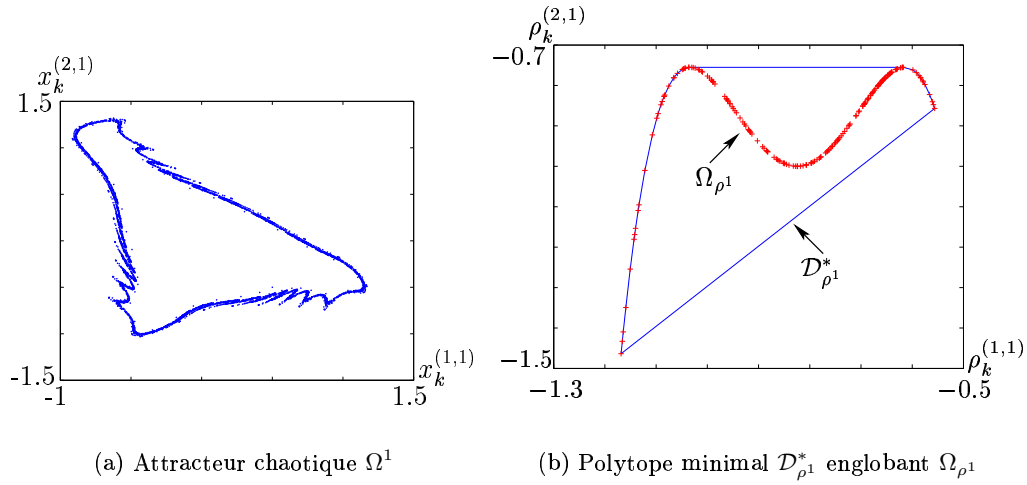 x_k^{(2,1)}
1.5
-1.5
-1
1.5
x_k^{(1,1)}
(a) Attracteur chaotique Ω^1
ρ_k^{(2,1)}
−0.7
Ω_{ρ^1}
𝒟*_{ρ^1}
−1.5
−1.3
−0.5
ρ_k^{(1,1)}
(b) Polytope minimal 𝒟*_{ρ^1} englobant Ω_{ρ^1}